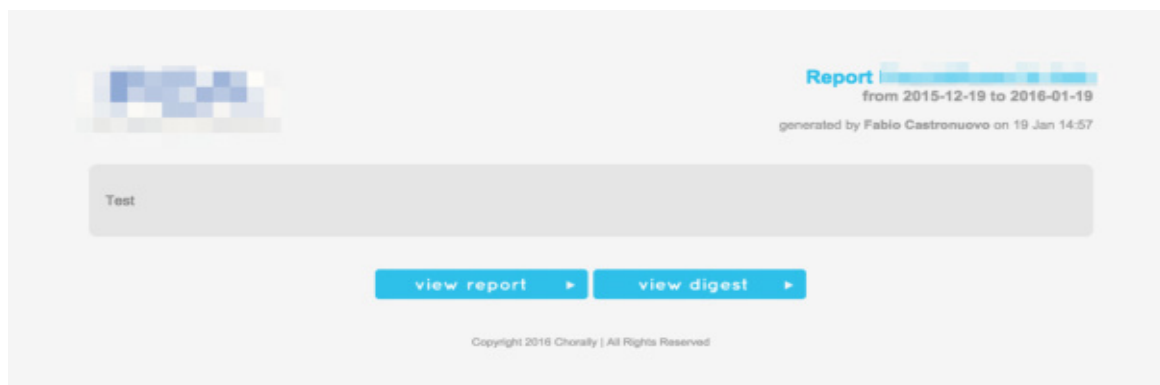 Report
from 2015-12-19 to 2016-01-19
generated by Fabio Castronuovo on 19 Jan 14:57
Test
view report
view digest
Copyright 2016 Chorally | All Rights Reserved